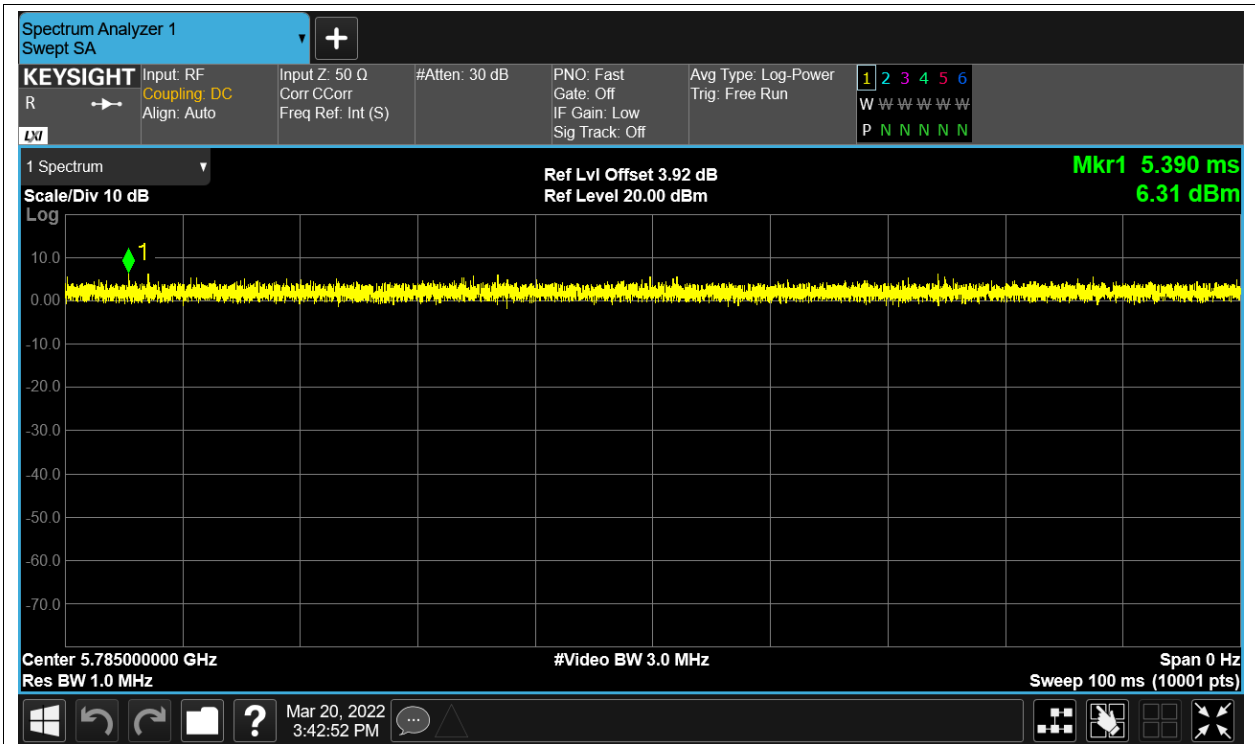 Spectrum Analyzer 1
Swept SA
KEYSIGHT Input: RF Input Z: 50 Ω #Atten: 30 dB PNO: Fast Avg Type: Log-Power 1 2 3 4 5 6
R Coupling: DC Corr CCorr Gate: Off Trig: Free Run W W W W W W
Align: Auto Freq Ref: Int (S) IF Gain: Low
LXI Sig Track: Off P N N N N N
1 Spectrum Ref Lvl Offset 3.92 dB Mkr1 5.390 ms
Scale/Div 10 dB Ref Level 20.00 dBm 6.31 dBm
Log
1
10.0
0.00
-10.0
-20.0
-30.0
-40.0
-50.0
-60.0
-70.0
Center 5.785000000 GHz #Video BW 3.0 MHz Span 0 Hz
Res BW 1.0 MHz Sweep 100 ms (10001 pts)
? Mar 20, 2022
3:42:52 PM